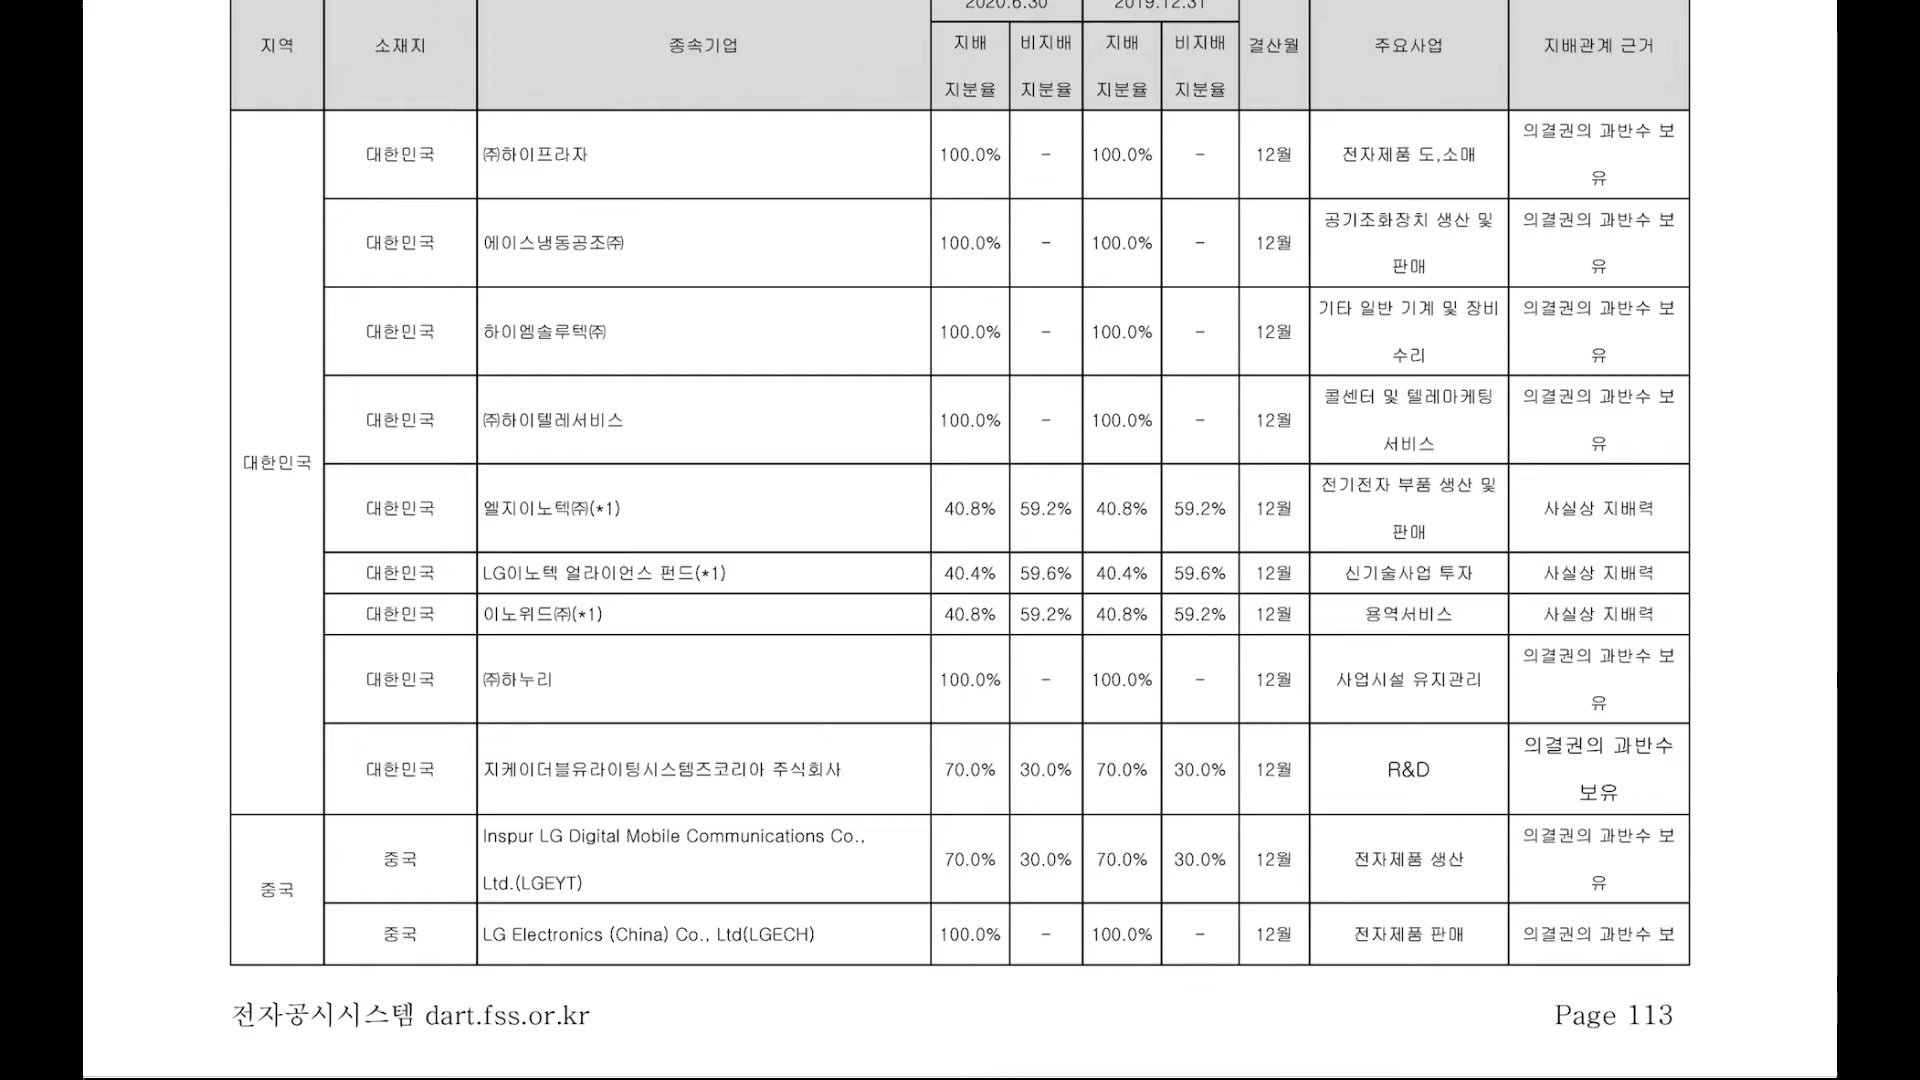 2020.6.30 2019.12.31
지역 소재지 종속기업 지배 지분율 비지배 지분율 지배 지분율 비지배 지분율 결산월 주요사업 지배관계 근거
대한민국
대한민국 ㈜하이프라자 100.0% - 100.0% - 12월 전자제품 도,소매 의결권의 과반수 보유
대한민국 에이스냉동공조㈜ 100.0% - 100.0% - 12월 공기조화장치 생산 및 판매 의결권의 과반수 보유
대한민국 하이엠솔루텍㈜ 100.0% - 100.0% - 12월 기타 일반 기계 및 장비 수리 의결권의 과반수 보유
대한민국 ㈜하이텔레서비스 100.0% - 100.0% - 12월 콜센터 및 텔레마케팅 서비스 의결권의 과반수 보유
대한민국 엘지이노텍㈜(*1) 40.8% 59.2% 40.8% 59.2% 12월 전기전자 부품 생산 및 판매 사실상 지배력
대한민국 LG이노텍 얼라이언스 펀드(*1) 40.4% 59.6% 40.4% 59.6% 12월 신기술사업 투자 사실상 지배력
대한민국 이노위드㈜(*1) 40.8% 59.2% 40.8% 59.2% 12월 용역서비스 사실상 지배력
대한민국 ㈜하누리 100.0% - 100.0% - 12월 사업시설 유지관리 의결권의 과반수 보유
대한민국 지케이더블유라이팅시스템즈코리아 주식회사 70.0% 30.0% 70.0% 30.0% 12월 R&D 의결권의 과반수 보유
중국
중국 Inspur LG Digital Mobile Communications Co., Ltd.(LGEYT) 70.0% 30.0% 70.0% 30.0% 12월 전자제품 생산 의결권의 과반수 보유
중국 LG Electronics (China) Co., Ltd(LGECH) 100.0% - 100.0% - 12월 전자제품 판매 의결권의 과반수 보
전자공시시스템 dart.fss.or.kr Page 113